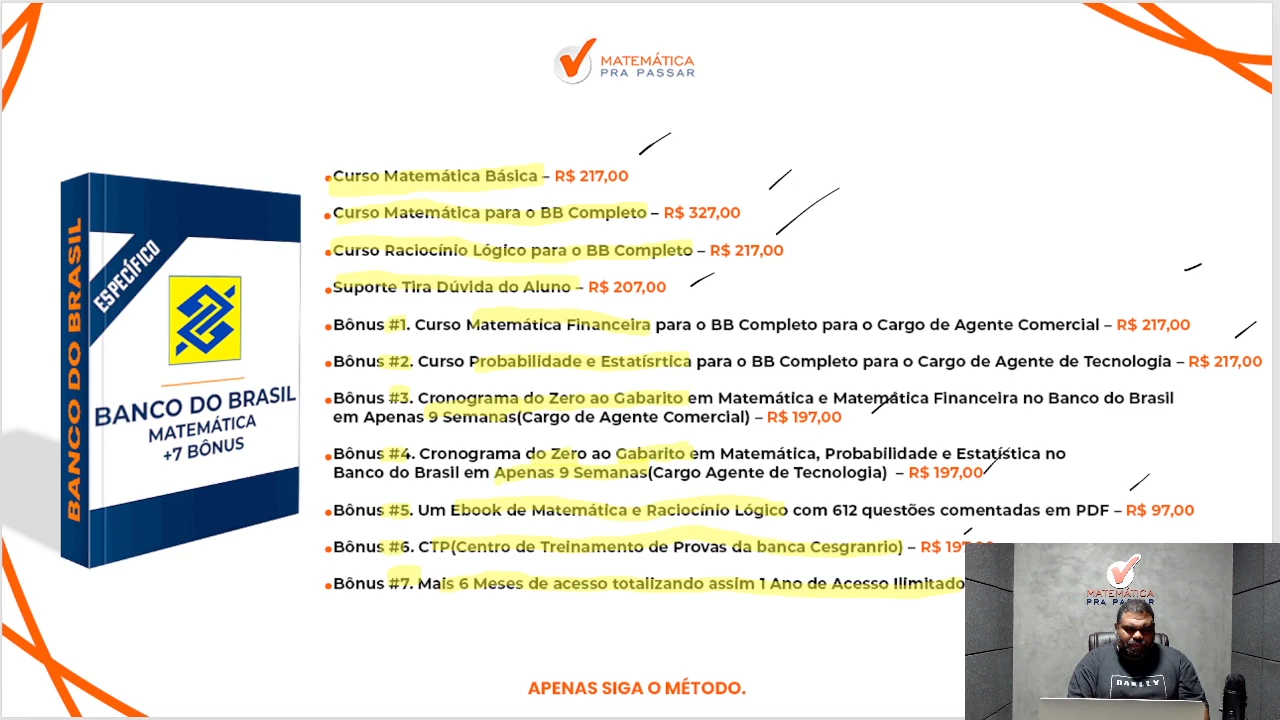 MATEMÁTICA
PRA PASSAR
Curso Matemática Básica – R$ 217,00
Curso Matemática para o BB Completo – R$ 327,00
Curso Raciocínio Lógico para o BB Completo – R$ 217,00
Suporte Tira Dúvida do Aluno – R$ 207,00
Bônus #1. Curso Matemática Financeira para o BB Completo para o Cargo de Agente Comercial – R$ 217,00
Bônus #2. Curso Probabilidade e Estatísrtica para o BB Completo para o Cargo de Agente de Tecnologia – R$ 217,00
Bônus #3. Cronograma do Zero ao Gabarito em Matemática e Matemática Financeira no Banco do Brasil
em Apenas 9 Semanas(Cargo de Agente Comercial) – R$ 197,00
Bônus #4. Cronograma do Zero ao Gabarito em Matemática, Probabilidade e Estatística no
Banco do Brasil em Apenas 9 Semanas(Cargo Agente de Tecnologia) – R$ 197,00
Bônus #5. Um Ebook de Matemática e Raciocínio Lógico com 612 questões comentadas em PDF – R$ 97,00
Bônus #6. CTP(Centro de Treinamento de Provas da banca Cesgranrio) – R$
Bônus #7. Mais 6 Meses de acesso totalizando assim 1 Ano de Acesso Ilimitado
BANCO DO BRASIL
ESPECÍFICO
BANCO DO BRASIL
MATEMÁTICA
+7 BÔNUS
MATEMÁTICA
PRA PASSAR
OAKLEY
APENAS SIGA O MÉTODO.